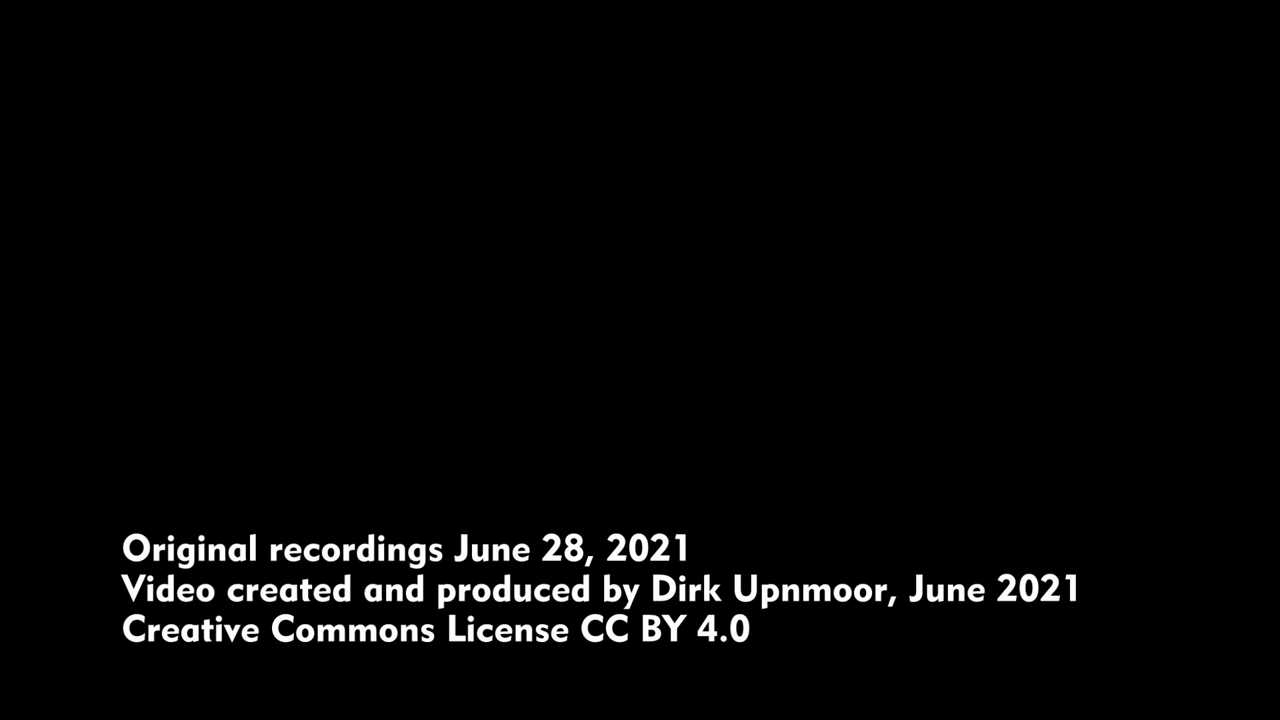 Original recordings June 28, 2021
Video created and produced by Dirk Upnmoor, June 2021
Creative Commons License CC BY 4.0